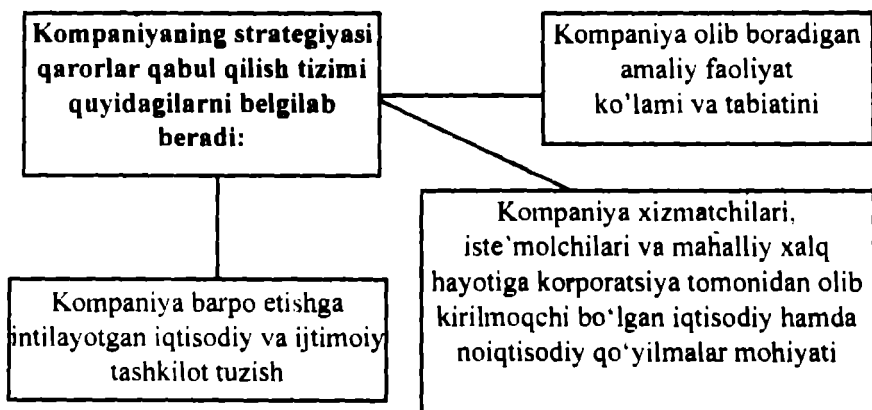 Kompaniyaning strategiyasi
qarorlar qabul qilish tizimi
quyidagilarni belgilab
beradi:
Kompaniya olib boradigan
amaliy faoliyat
ko'lami va tabiatini
Kompaniya xizmatchilari,
iste`molchilari va mahalliy xalq
hayotiga korporatsiya tomonidan olib
kirilmoqchi bo‘lgan iqtisodiy hamda
noiqtisodiy qo‘yilmalar mohiyati
Kompaniya barpo etishga
intilayotgan iqtisodiy va ijtimoiy
tashkilot tuzish